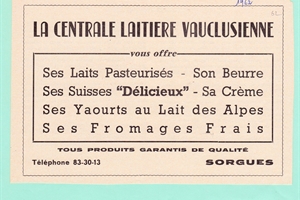 1962
LA CENTRALE LAITIERE VAUCLUSIENNE
vous offre
Ses Laits Pasteurisés - Son Beurre
Ses Suisses "Délicieux" - Sa Crème
Ses Yaourts au Lait des Alpes
Ses Fromages Frais
TOUS PRODUITS GARANTIS DE QUALITÉ
Téléphone 83-30-13 SORGUES